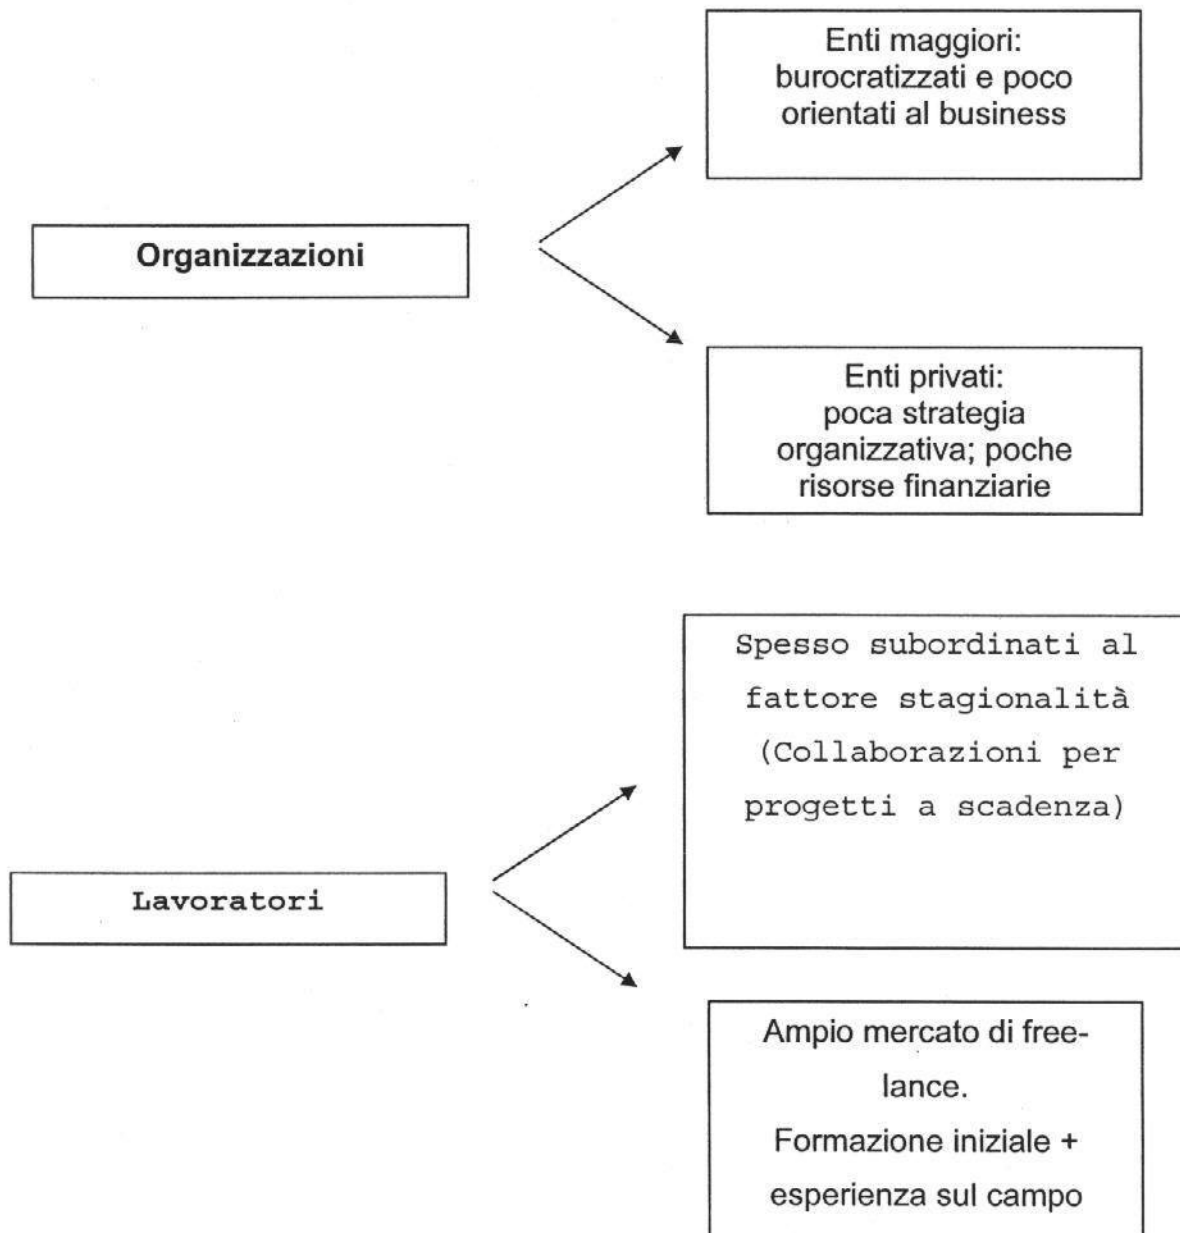 Enti maggiori:
burocratizzati e poco
orientati al business
Organizzazioni
Enti privati:
poca strategia
organizzativa; poche
risorse finanziarie
Spesso subordinati al
fattore stagionalità
(Collaborazioni per
progetti a scadenza)
Lavoratori
Ampio mercato di free-
lance.
Formazione iniziale +
esperienza sul campo